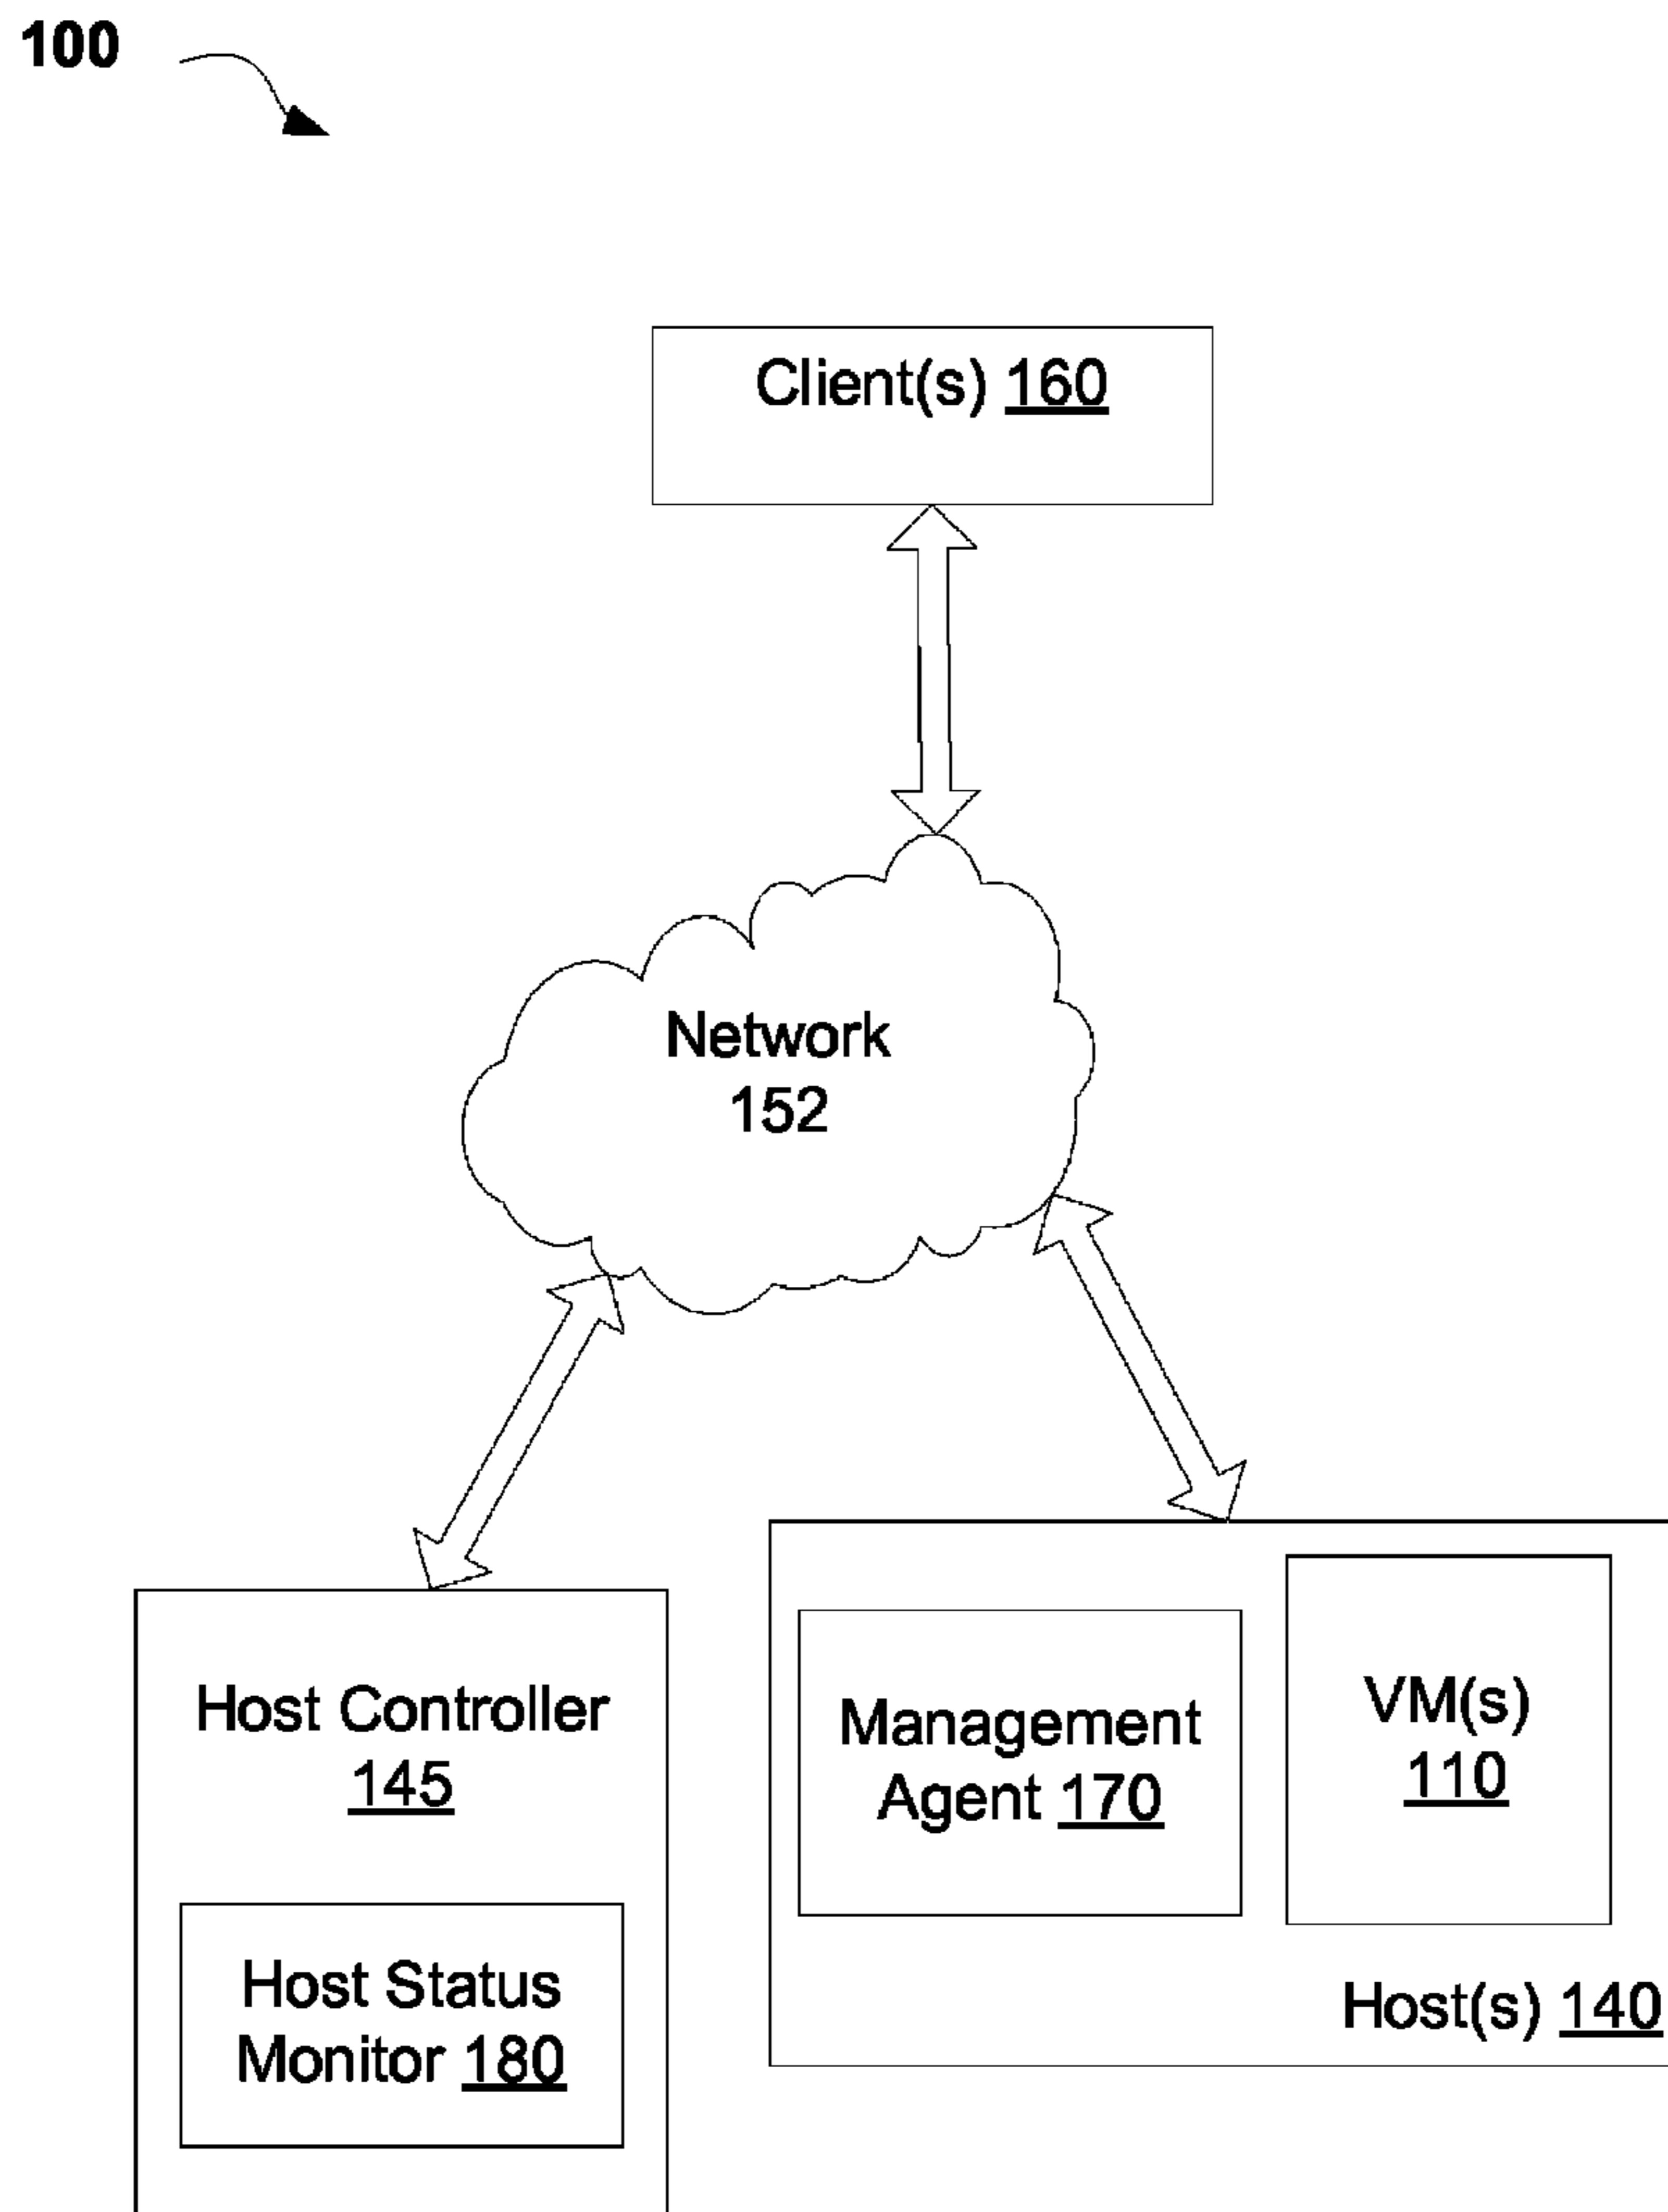 100
Client(s) 160
Network
152
Host Controller
145
Host Status
Monitor 180
Management
Agent 170
VM(s)
110
Host(s) 140